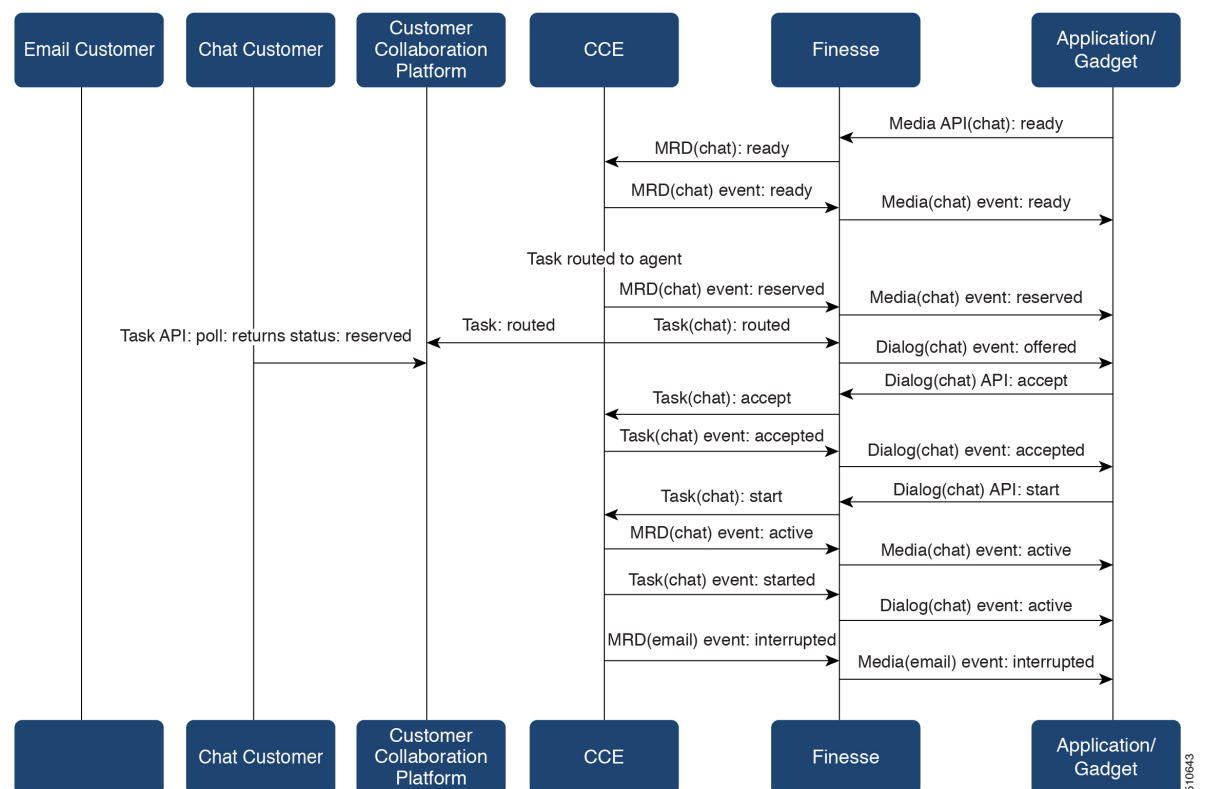 Email Customer
Chat Customer
Customer
Collaboration
Platform
CCE
Finesse
Application/
Gadget
Media API(chat): ready
MRD(chat): ready
MRD(chat) event: ready
Media(chat) event: ready
Task routed to agent
MRD(chat) event: reserved
Media(chat) event: reserved
Task API: poll: returns status: reserved
Task: routed
Task(chat): routed
Dialog(chat) event: offered
Dialog(chat) API: accept
Task(chat): accept
Task(chat) event: accepted
Dialog(chat) event: accepted
Dialog(chat) API: start
Task(chat): start
MRD(chat) event: active
Media(chat) event: active
Task(chat) event: started
Dialog(chat) event: active
MRD(email) event: interrupted
Media(email) event: interrupted
Chat Customer
Customer
Collaboration
Platform
CCE
Finesse
Application/
Gadget
510643